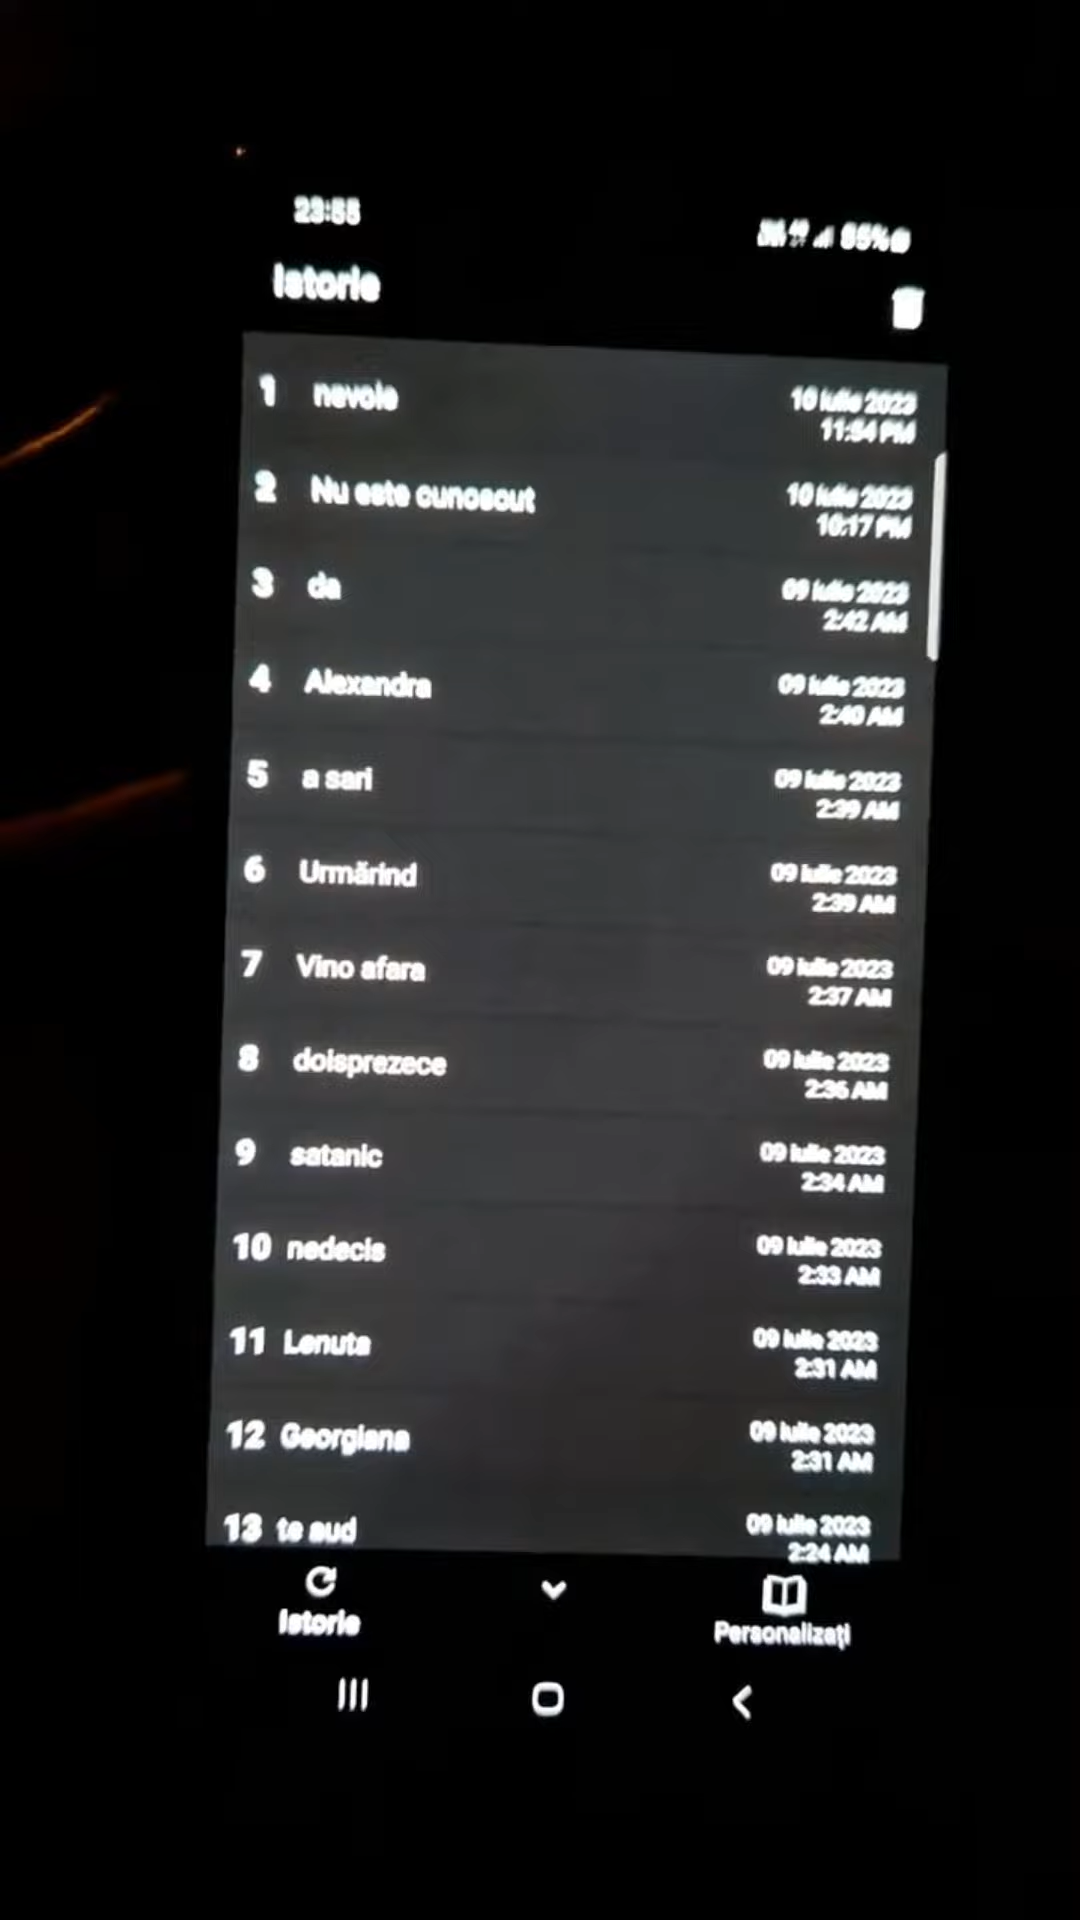 23:55
Istorie
1 nevoie 10 Iulie 2023
11:54 PM
2 Nu este cunoscut 10 Iulie 2023
10:17 PM
3 da 09 Iulie 2023
2:42 AM
4 Alexandra 09 Iulie 2023
2:40 AM
5 a sari 09 Iulie 2023
2:39 AM
6 Urmărind 09 Iulie 2023
2:39 AM
7 Vino afara 09 Iulie 2023
2:37 AM
8 doisprezece 09 Iulie 2023
2:36 AM
9 satanic 09 Iulie 2023
2:34 AM
10 nedecis 09 Iulie 2023
2:33 AM
11 Lenuta 09 Iulie 2023
2:31 AM
12 Georgiana 09 Iulie 2023
2:31 AM
13 te aud 09 Iulie 2023
2:24 AM
Istorie
Personalizați